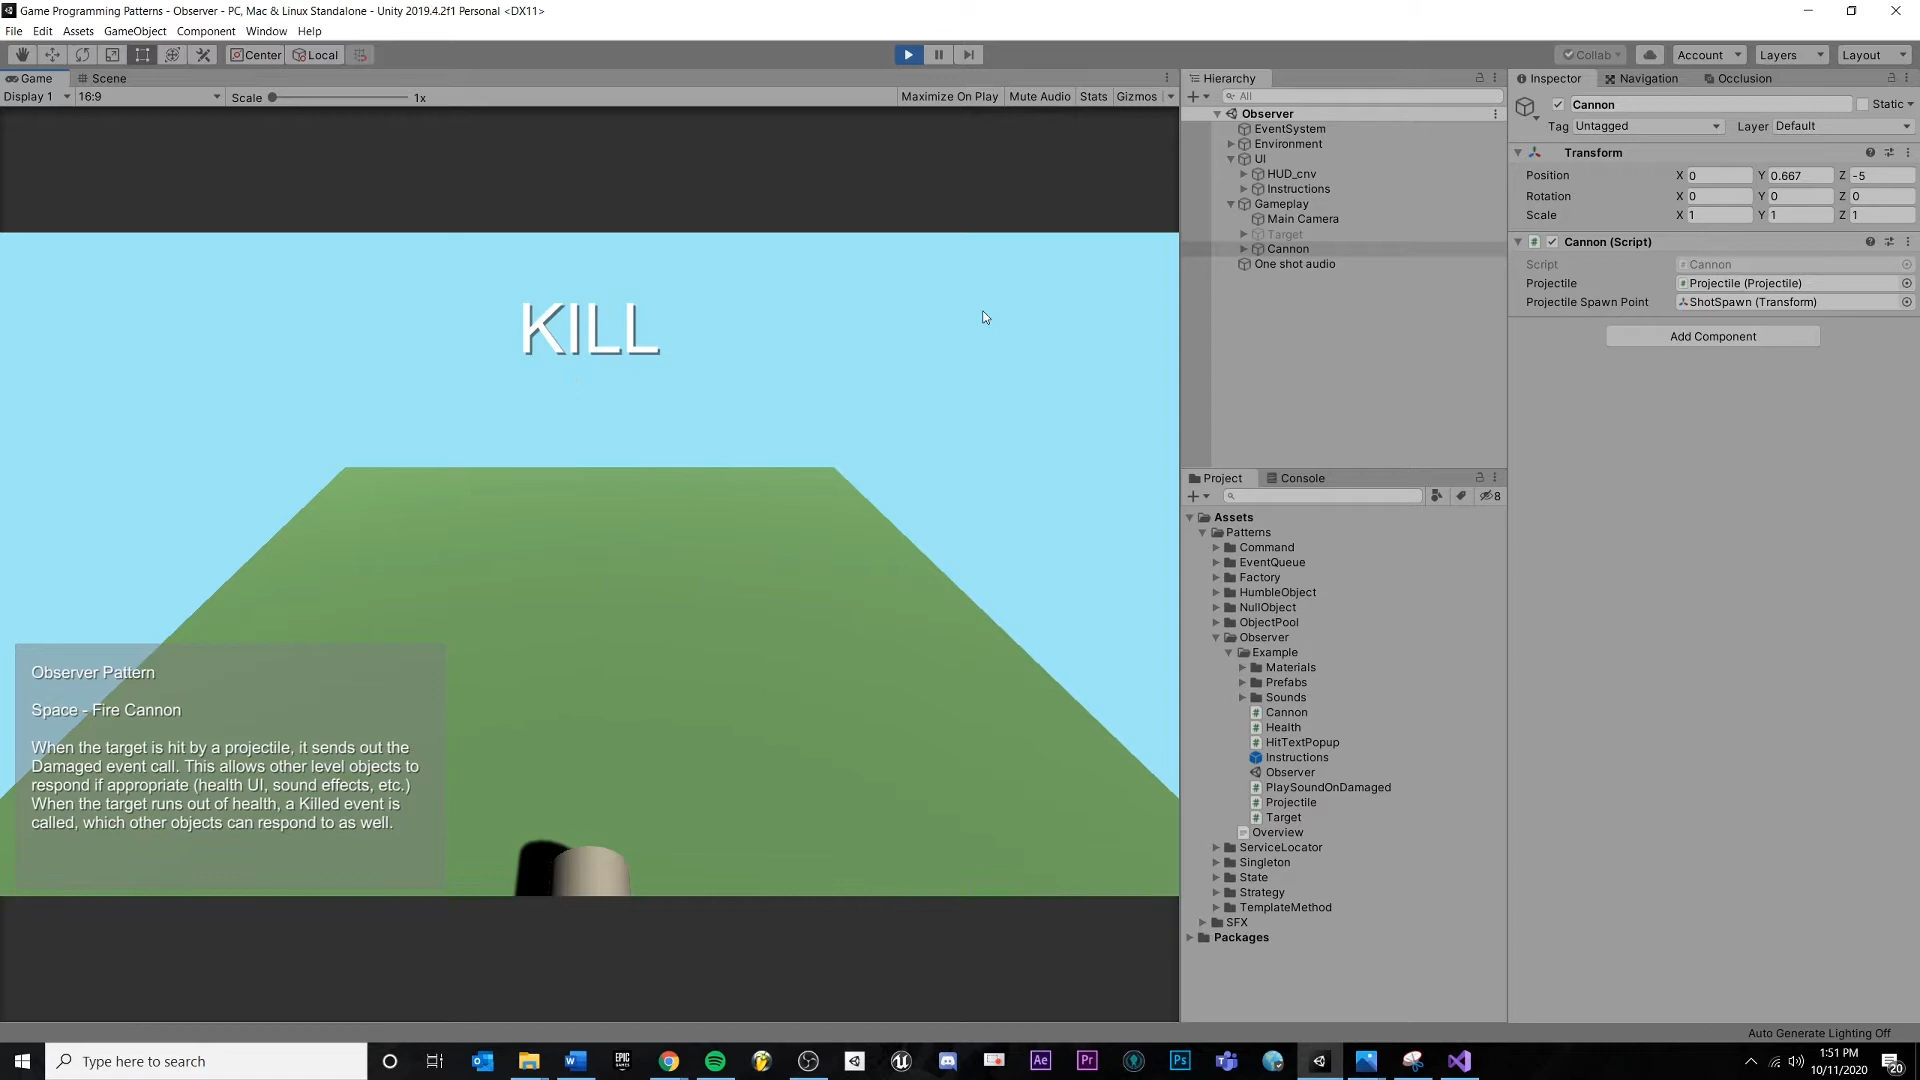 Game Programming Patterns - Observer - PC, Mac & Linux Standalone - Unity 2019.4.2f1 Personal <DX11>
File Edit Assets GameObject Component Window Help
Center Local Collab Account Layers Layout
Game Scene
Display 1 16:9 Scale 1x Maximize On Play Mute Audio Stats Gizmos
KILL
Observer Pattern
Space - Fire Cannon
When the target is hit by a projectile, it sends out the
Damaged event call. This allows other level objects to
respond if appropriate (health UI, sound effects, etc.)
When the target runs out of health, a Killed event is
called, which other objects can respond to as well.
Hierarchy
All
Observer
EventSystem
Environment
UI
HUD_cnv
Instructions
Gameplay
Main Camera
Target
Cannon
One shot audio
Project Console
8
Assets
Patterns
Command
EventQueue
Factory
HumbleObject
NullObject
ObjectPool
Observer
Example
Materials
Prefabs
Sounds
Cannon
Health
HitTextPopup
Instructions
Observer
PlaySoundOnDamaged
Projectile
Target
Overview
ServiceLocator
Singleton
State
Strategy
TemplateMethod
SFX
Packages
Inspector Navigation Occlusion
Cannon Static
Tag Untagged Layer Default
Transform
Position X 0 Y 0.667 Z -5
Rotation X 0 Y 0 Z 0
Scale X 1 Y 1 Z 1
Cannon (Script)
Script Cannon
Projectile Projectile (Projectile)
Projectile Spawn Point ShotSpawn (Transform)
Add Component
Auto Generate Lighting Off
Type here to search
EPIC GAMES
Ae Pr Ps
1:51 PM
10/11/2020
20